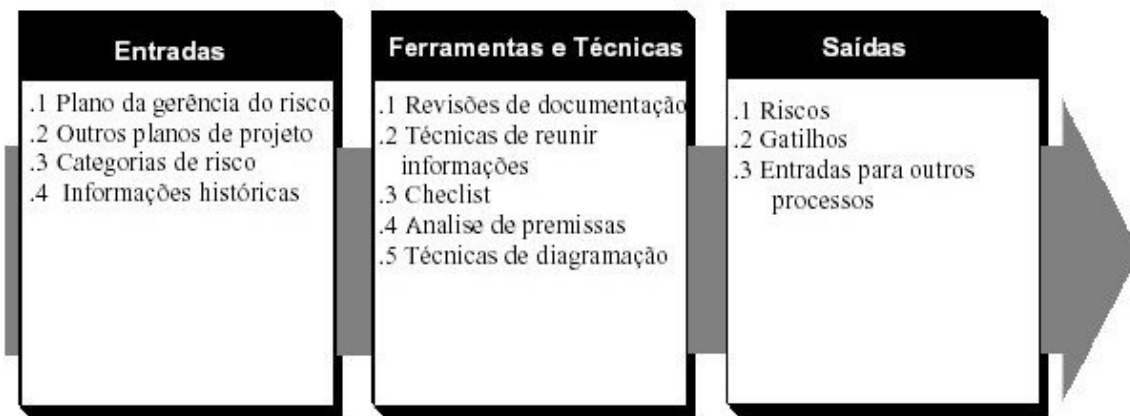 Entradas
.1 Plano da gerência do risco
.2 Outros planos de projeto
.3 Categorias de risco
.4 Informações históricas
Ferramentas e Técnicas
.1 Revisões de documentação
.2 Técnicas de reunir
informações
.3 Checlist
.4 Analise de premissas
.5 Técnicas de diagramação
Saídas
.1 Riscos
.2 Gatilhos
.3 Entradas para outros
processos